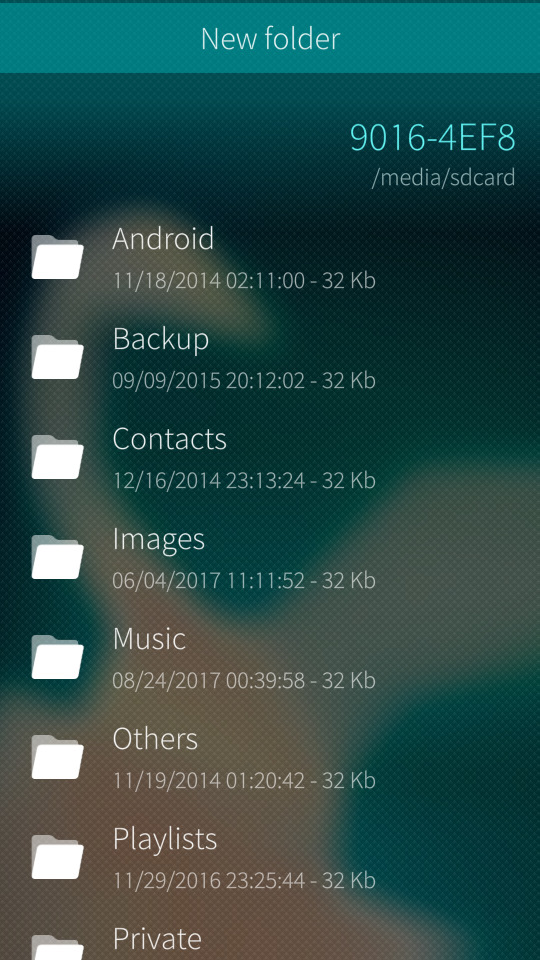 New folder
9016-4EF8
/media/sdcard
Android
11/18/2014 02:11:00 - 32 Kb
Backup
09/09/2015 20:12:02 - 32 Kb
Contacts
12/16/2014 23:13:24 - 32 Kb
Images
06/04/2017 11:11:52 - 32 Kb
Music
08/24/2017 00:39:58 - 32 Kb
Others
11/19/2014 01:20:42 - 32 Kb
Playlists
11/29/2016 23:25:44 - 32 Kb
Private